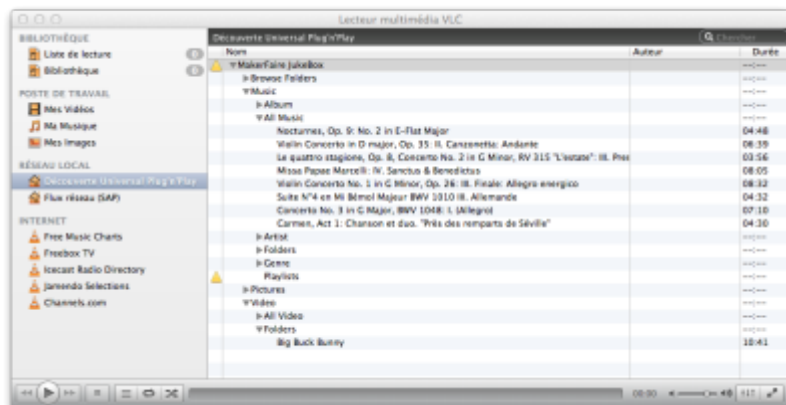 Lecteur multimédia VLC
BIBLIOTHÈQUE
Liste de lecture 0
Bibliothèque 0
POSTE DE TRAVAIL
Mes Vidéos
Ma Musique
Mes Images
RÉSEAU LOCAL
Découverte Universal Plug'n'Play
Flux réseau (SAP)
INTERNET
Free Music Charts
Freebox TV
Icecast Radio Directory
Jamendo Selections
Channels.com
Découverte Universal Plug'n'Play Chercher
Nom Auteur Durée
MakerFaire JukeBox --:--
Browse Folders --:--
Music --:--
Album --:--
All Music --:--
Nocturnes, Op. 9: No. 2 in E-Flat Major 04:48
Violin Concerto in D major, Op. 35: II. Canzonetta: Andante 06:39
Le quattro stagione, Op. 8, Concerto No. 2 in G Minor, RV 315 "L'estate": III. Pres 03:56
Missa Papae Marcelli: IV. Sanctus & Benedictus 08:05
Violin Concerto No. 1 in G Minor, Op. 26: III. Finale: Allegro energico 08:32
Suite N°4 en Mi Bémol Majeur BWV 1010 III. Allemande 04:32
Concerto No. 3 in G Major, BWV 1048: I. (Allegro) 07:10
Carmen, Act 1: Chanson et duo. "Près des remparts de Séville" 04:30
Artist --:--
Folders --:--
Genre --:--
Playlists --:--
Pictures --:--
Video --:--
All Video --:--
Folders --:--
Big Buck Bunny 10:41
00:00